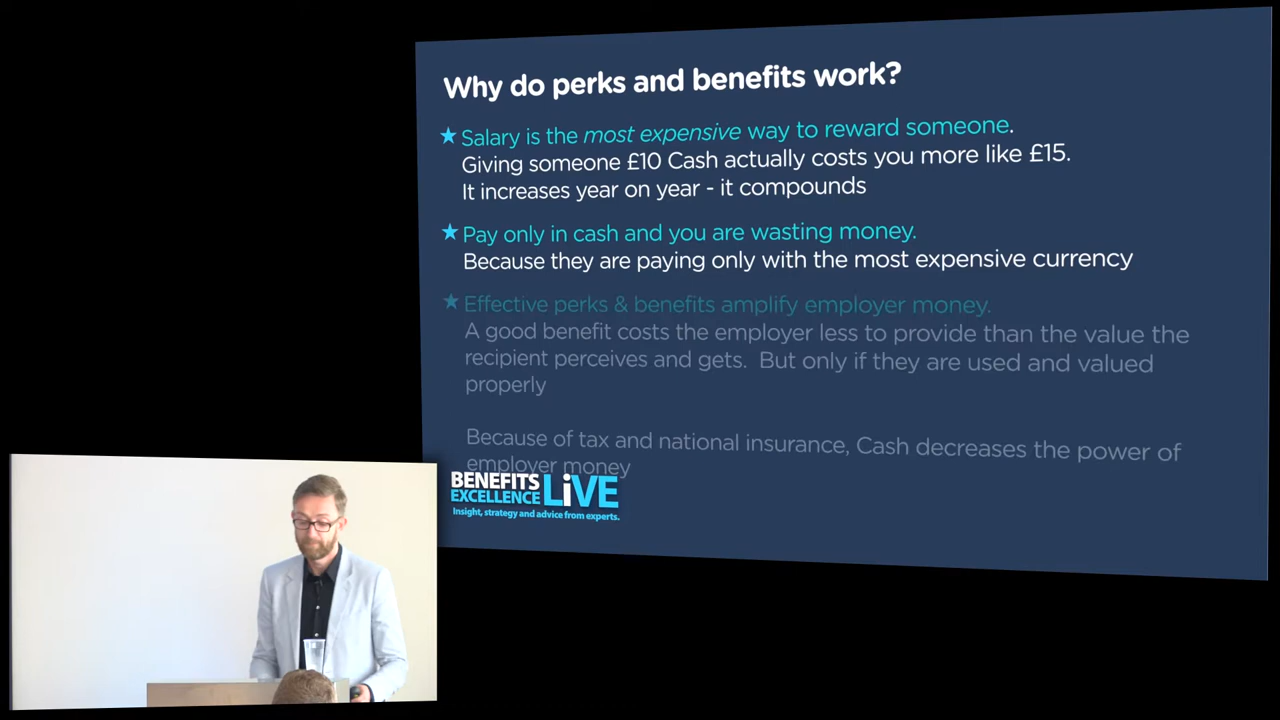 Why do perks and benefits work?
Salary is the most expensive way to reward someone.
Giving someone £10 Cash actually costs you more like £15.
It increases year on year - it compounds
Pay only in cash and you are wasting money.
Because they are paying only with the most expensive currency
Effective perks & benefits amplify employer money.
A good benefit costs the employer less to provide than the value the
recipient perceives and gets. But only if they are used and valued
properly
Because of tax and national insurance, Cash decreases the power of
employer money
BENEFITS
EXCELLENCE LiVE
Insight, strategy and advice from experts.